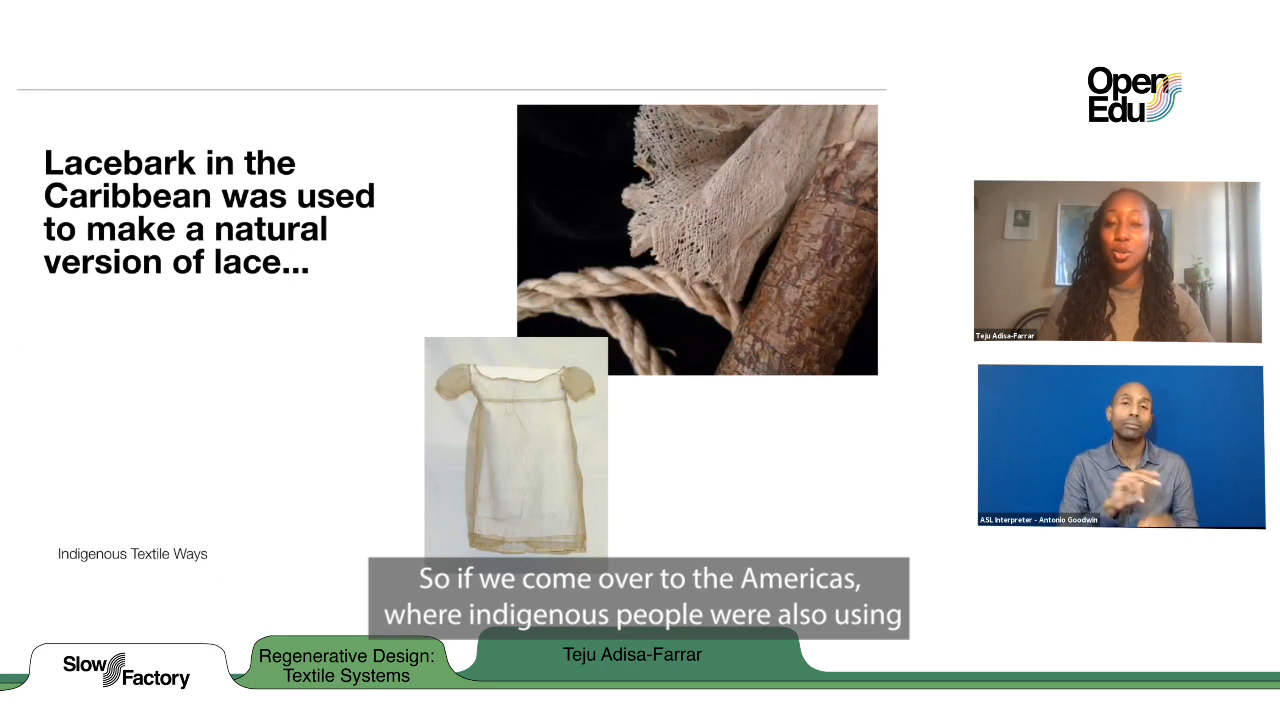 Open
Edu
Lacebark in the
Caribbean was used
to make a natural
version of lace...
Teju Adisa-Farrar
ASL Interpreter - Antonio Goodwin
Indigenous Textile Ways
So if we come over to the Americas,
where indigenous people were also using
Slow
Factory
Regenerative Design:
Textile Systems
Teju Adisa-Farrar